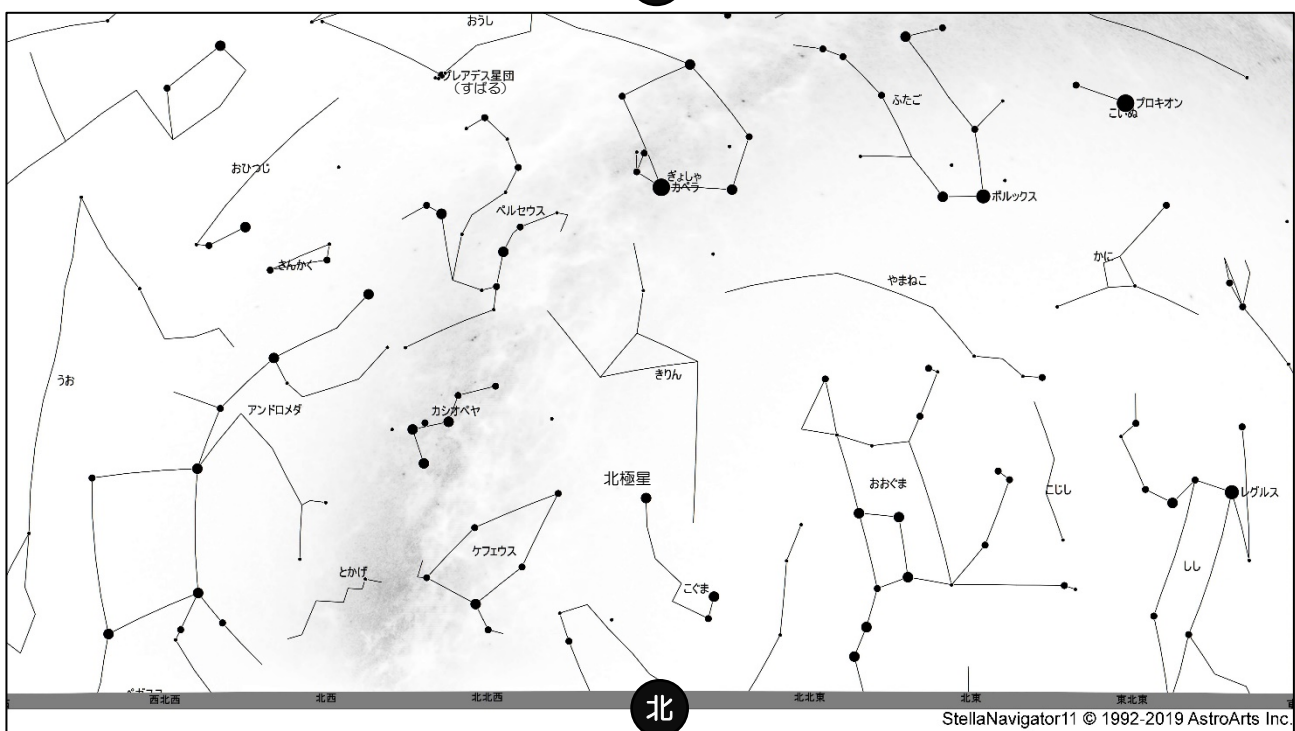 おうし
プレアデス星団
(すばる)
ふたご
プロキオン
こいぬ
おひつじ
ぎょしゃ
カペラ
ポルックス
ペルセウス
さんかく
かに
やまねこ
うお
きりん
アンドロメダ
カシオペヤ
北極星
おおぐま
こじし
レグルス
ケフェウス
とかげ
こぐま
しし
西北西
北西
北北西
北
北北東
北東
東北東
StellaNavigator11 © 1992-2019 AstroArts Inc.